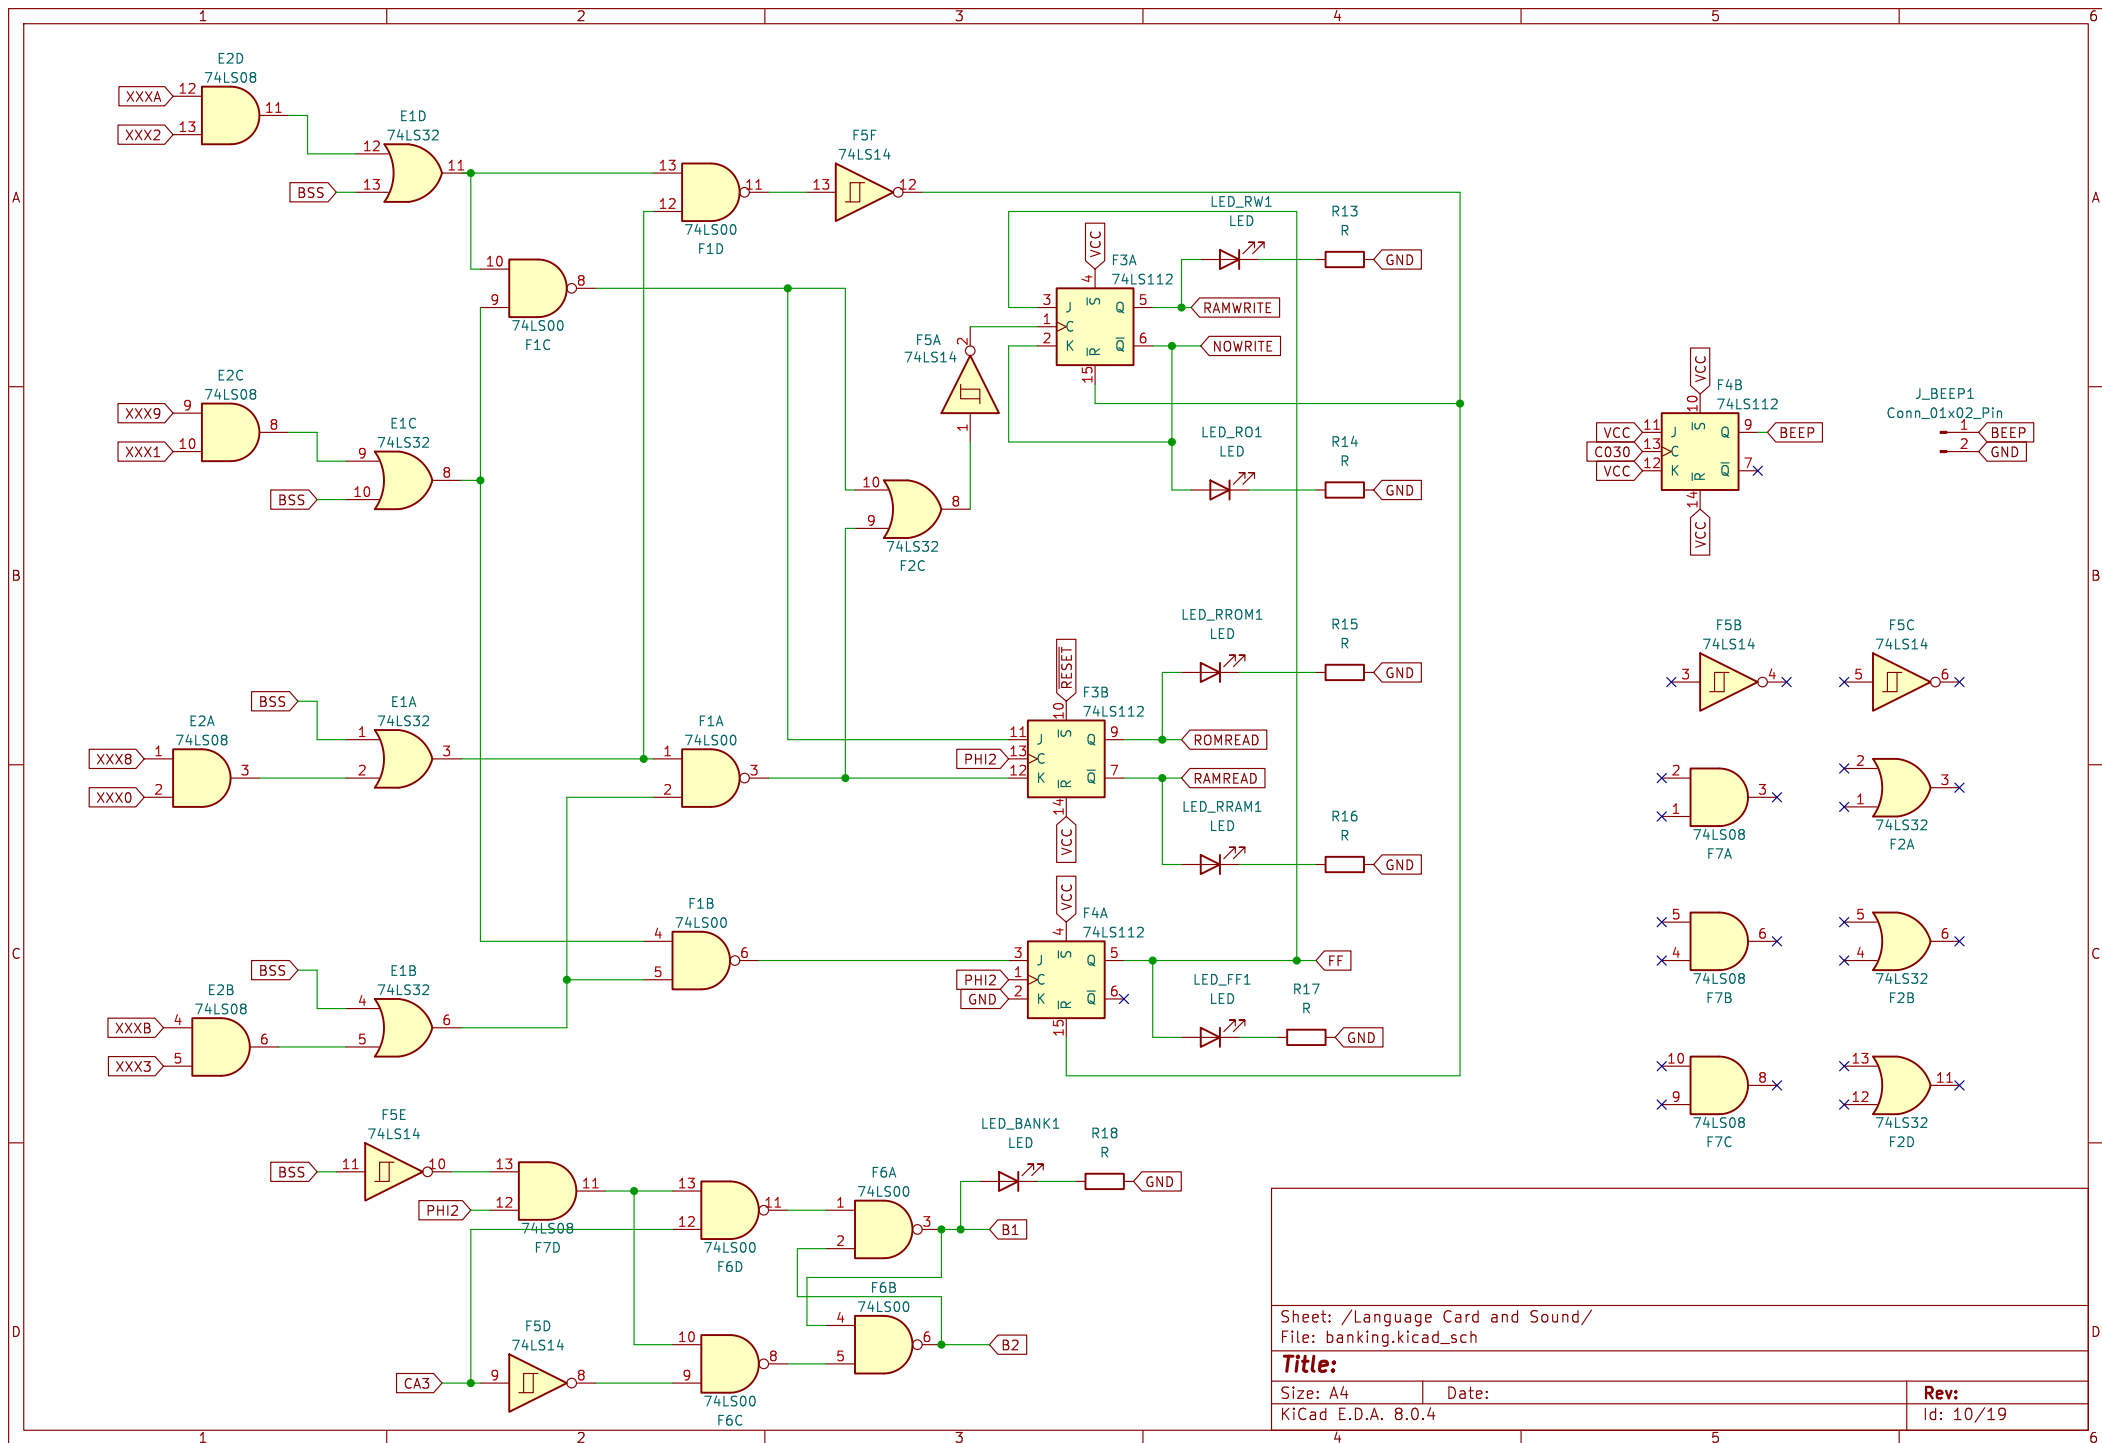 1 2 3 4 5 6
A
B
C
D
A
B
C
D
1 2 3 4 5 6
E2D
74LS08
XXXA 12
XXX2 13
11
E1D
74LS32
12
BSS 13
11
F5F
74LS14
13 12
13
12
11
74LS00
F1D
10
9
8
74LS00
F1C
E2C
74LS08
XXX9 9
XXX1 10
8
E1C
74LS32
9
BSS 10
8
LED_RW1
LED
R13
R
GND
VCC
4
F3A
74LS112
3 J S Q 5
RAMWRITE
1 C
2 K R Q 6
NOWRITE
15
F5A
74LS14
2
1
LED_RO1
LED
R14
R
GND
10
9
8
74LS32
F2C
VCC
10
F4B
74LS112
VCC 11 J S Q 9 BEEP
C030 13 C
VCC 12 K R Q 7
14
VCC
J_BEEP1
Conn_01x02_Pin
1 BEEP
2 GND
BSS
E1A
74LS32
1
2
3
E2A
74LS08
XXX8 1
XXX0 2
3
F1A
74LS00
1
2
3
LED_RROM1
LED
R15
R
GND
RESET
10
F3B
74LS112
11 J S Q 9
ROMREAD
PHI2 13 C
12 K R Q 7
RAMREAD
14
VCC
LED_RRAM1
LED
R16
R
GND
F5B
74LS14
3 4
F5C
74LS14
5 6
2
1
3
74LS08
F7A
2
1
3
74LS32
F2A
F1B
74LS00
4
5
6
VCC
4
F4A
74LS112
3 J S Q 5
FF
PHI2 1 C
GND 2 K R Q 6
15
LED_FF1
LED
R17
R
GND
BSS
E1B
74LS32
4
5
6
E2B
74LS08
XXXB 4
XXX3 5
6
5
4
6
74LS08
F7B
5
4
6
74LS32
F2B
10
9
8
74LS08
F7C
13
12
11
74LS32
F2D
F5E
74LS14
BSS 11 10
13
PHI2 12
11
74LS08
F7D
13
12
11
74LS00
F6D
F6A
74LS00
1
2
3
B1
LED_BANK1
LED
R18
R
GND
F6B
74LS00
4
5
6
B2
F5D
74LS14
CA3 9 8
10
9
8
74LS00
F6C
Sheet: /Language Card and Sound/
File: banking.kicad_sch
Title:
Size: A4 Date: Rev:
KiCad E.D.A. 8.0.4 Id: 10/19